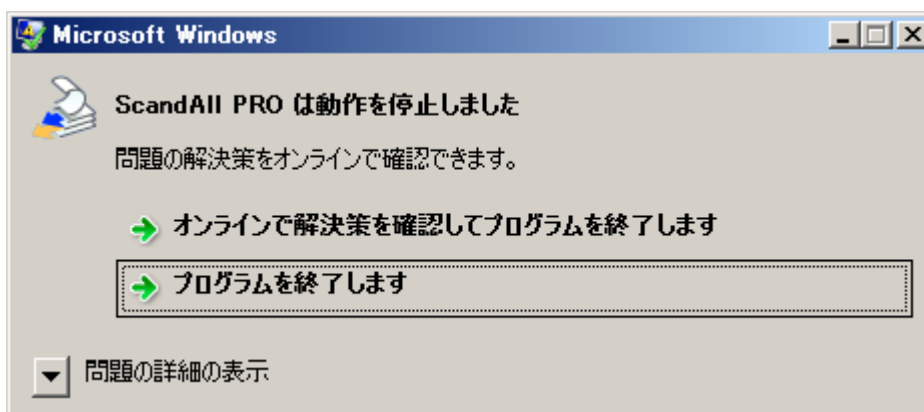 Microsoft Windows
ScandAll PRO は動作を停止しました
問題の解決策をオンラインで確認できます。
オンラインで解決策を確認してプログラムを終了します
プログラムを終了します
問題の詳細の表示